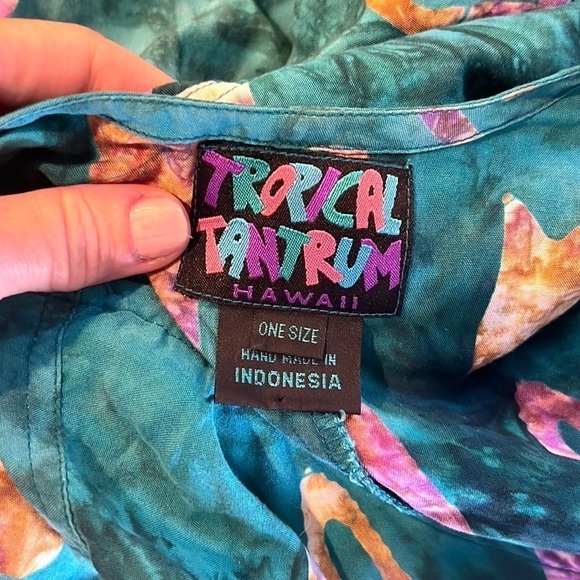 TROPICAL
TANTRUM
HAWAII
ONE SIZE
HAND MADE IN
INDONESIA